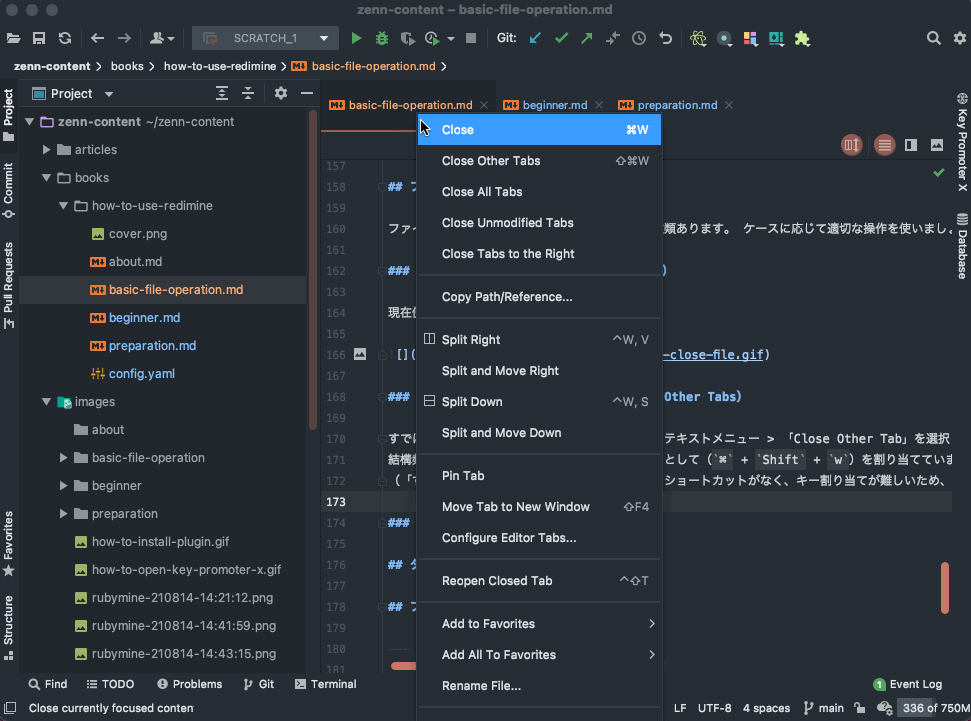 zenn-content – basic-file-operation.md
SCRATCH_1
Git:
zenn-content
books
how-to-use-redimine
basic-file-operation.md
Project
Project
Commit
Pull Requests
Favorites
Structure
zenn-content ~/zenn-content
articles
books
how-to-use-redimine
cover.png
about.md
basic-file-operation.md
beginner.md
preparation.md
config.yaml
images
about
basic-file-operation
beginner
preparation
how-to-install-plugin.gif
how-to-open-key-promoter-x.gif
rubymine-210814-14:21:12.png
rubymine-210814-14:41:59.png
rubymine-210814-14:43:15.png
basic-file-operation.md
beginner.md
preparation.md
157
158 ##
159
160 ファイ 類あります。 ケースに応じて適切な操作を使いまし
161
162 ### )
163
164 現在
165
166 ![]( -close-file.gif)
167
168 ### Other Tabs)
169
170 すで テキストメニュー > 「Close Other Tab」を選択
171 結構 として (`⌘` + `Shift` + `w`) を割り当ててい
172 (「す ショートカットがなく、キー割り当てが難しいため、
173
174 ###
175
176 ##
177
178 ##
179
180
181
Close ⌘W
Close Other Tabs ⇧⌘W
Close All Tabs
Close Unmodified Tabs
Close Tabs to the Right
Copy Path/Reference...
Split Right ^W, V
Split and Move Right
Split Down ^W, S
Split and Move Down
Pin Tab
Move Tab to New Window ⇧F4
Configure Editor Tabs...
Reopen Closed Tab ^⇧T
Add to Favorites
Add All To Favorites
Rename File...
Key Promoter X
Database
Find
TODO
Problems
Git
Terminal
1 Event Log
Close currently focused conten
LF
UTF-8
4 spaces
main
336 of 750M